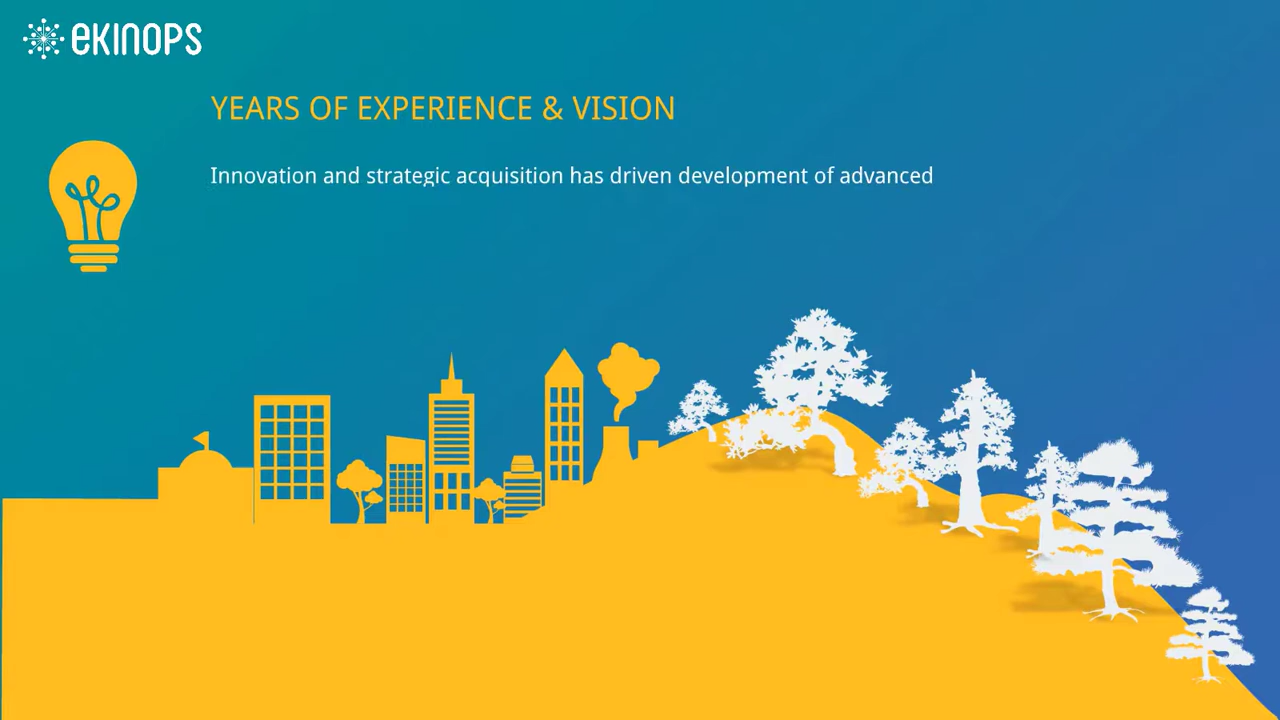 eKINOPS
YEARS OF EXPERIENCE & VISION
Innovation and strategic acquisition has driven development of advanced